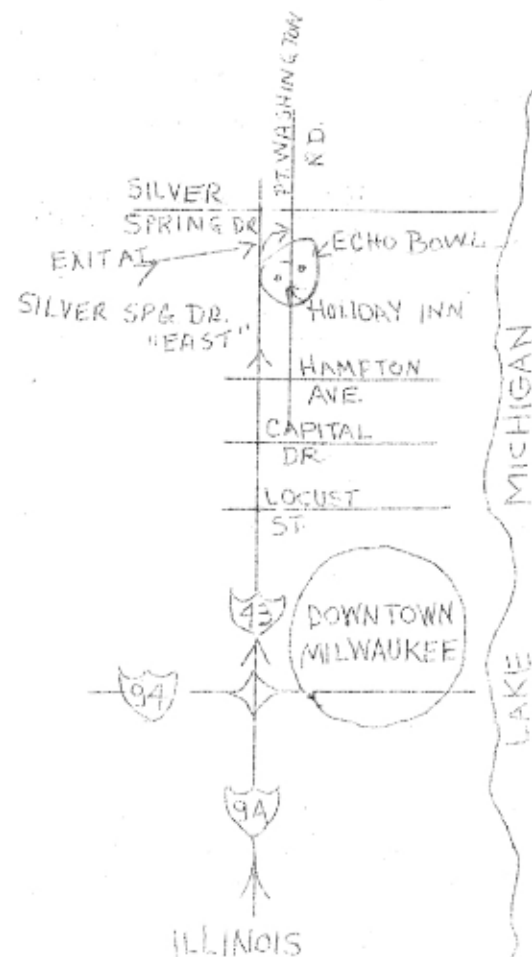 PT. WASHINGTON
RD.
SILVER
SPRING DR
EXIT AT
ECHO BOWL
SILVER SPG DR.
"EAST"
HOLIDAY INN
HAMPTON
AVE.
CAPITAL
DR
LOCUST
ST.
43
DOWNTOWN
MILWAUKEE
94
94
ILLINOIS
LAKE MICHIGAN